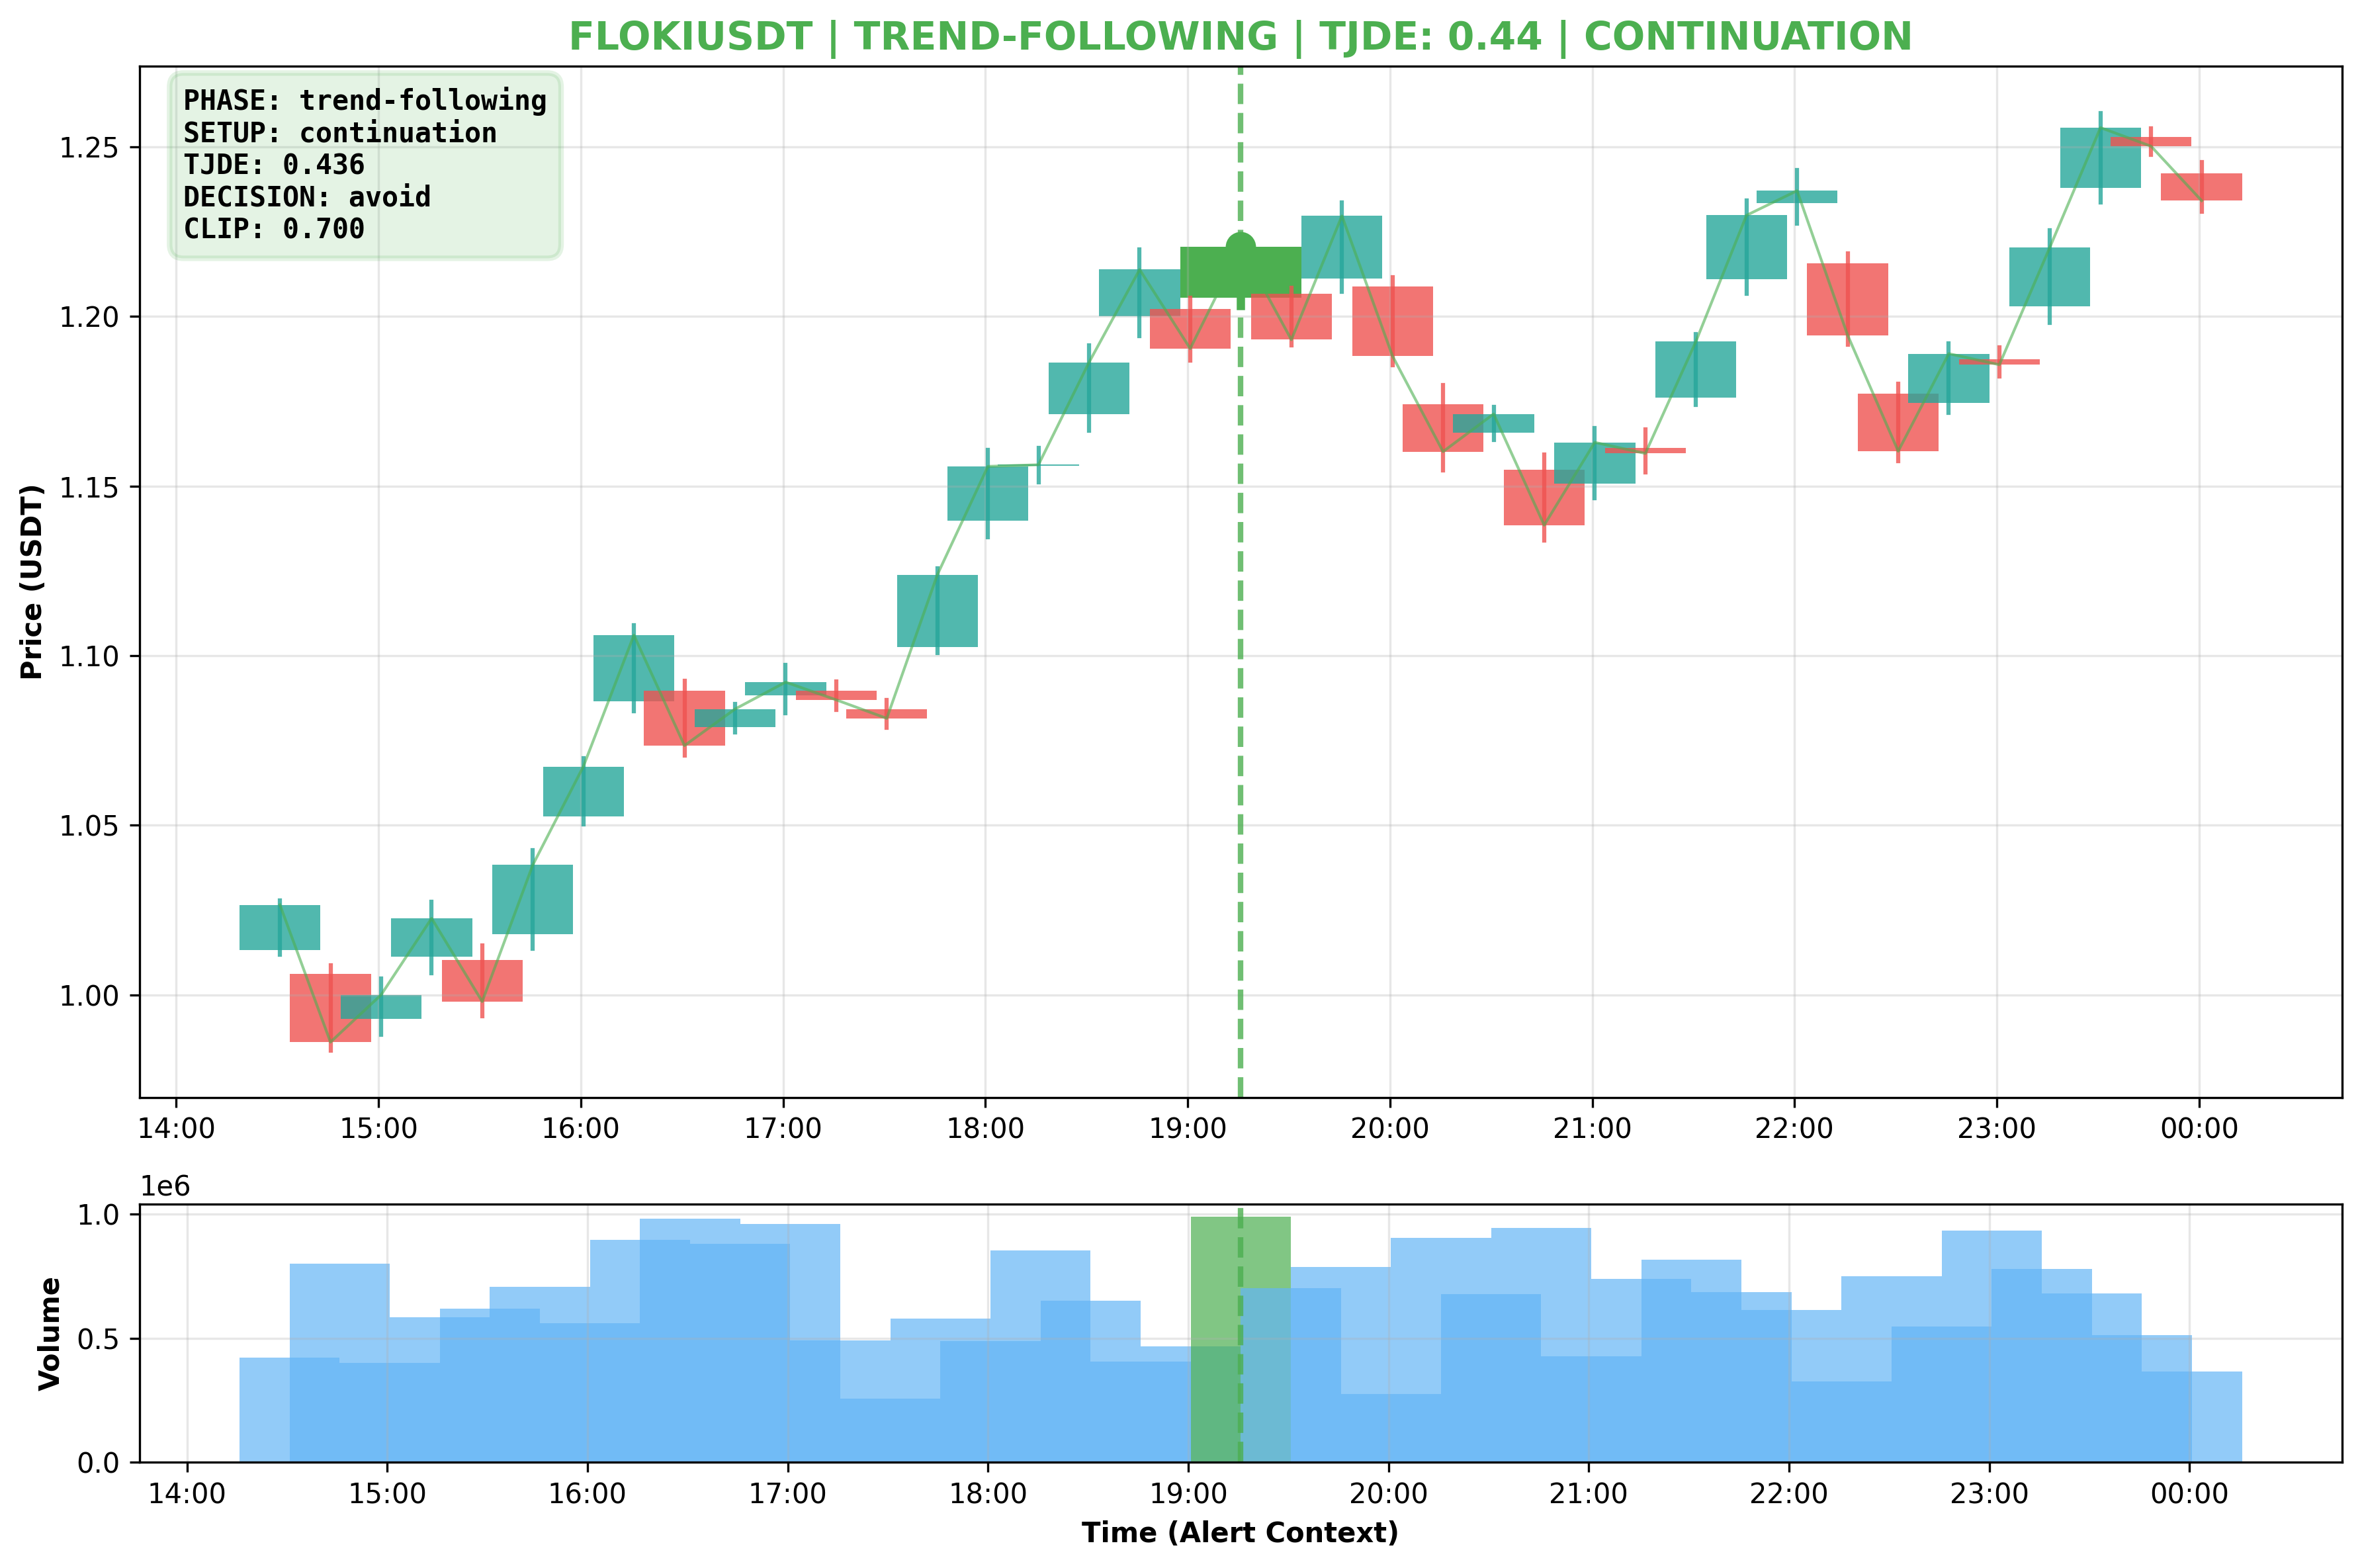 FLOKIUSDT | TREND-FOLLOWING | TJDE: 0.44 | CONTINUATION
PHASE: trend-following
SETUP: continuation
TJDE: 0.436
DECISION: avoid
CLIP: 0.700
Price (USDT)
1.25
1.20
1.15
1.10
1.05
1.00
14:00 15:00 16:00 17:00 18:00 19:00 20:00 21:00 22:00 23:00 00:00
1e6
Volume
1.0
0.5
0.0
14:00 15:00 16:00 17:00 18:00 19:00 20:00 21:00 22:00 23:00 00:00
Time (Alert Context)